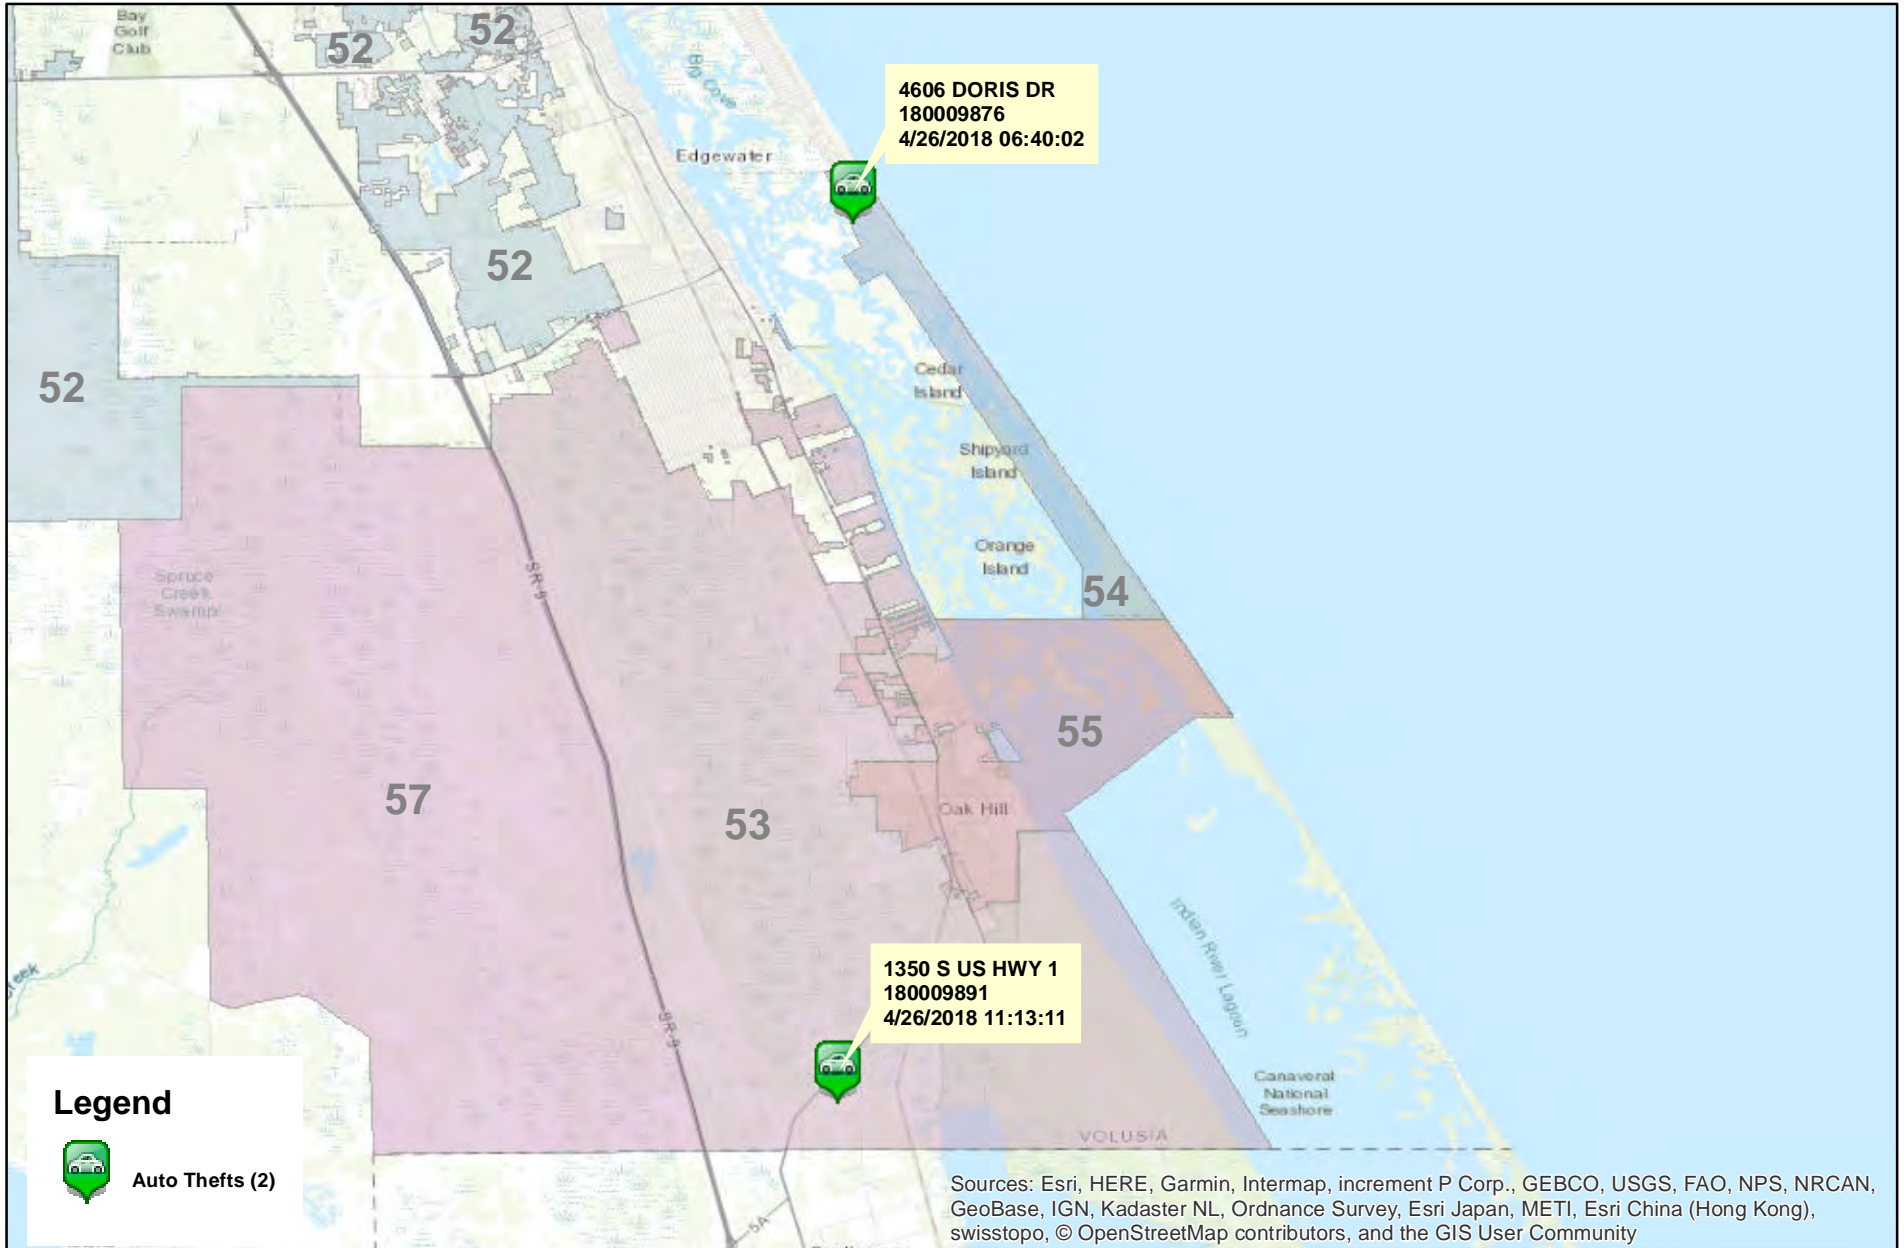 Bay
Golf
Club
52
52
Big Cove
4606 DORIS DR
180009876
4/26/2018 06:40:02
Edgewater
52
52
Cedar
Island
Shipyard
Island
Orange
Island
54
SR-9
Spruce
Creek
Swamp
55
57
53
Oak Hill
Indian River Lagoon
1350 S US HWY 1
180009891
4/26/2018 11:13:11
SR-9
Canaveral
National
Seashore
VOLUSIA
Legend
Auto Thefts (2)
5A
Sources: Esri, HERE, Garmin, Intermap, increment P Corp., GEBCO, USGS, FAO, NPS, NRCAN,
GeoBase, IGN, Kadaster NL, Ordnance Survey, Esri Japan, METI, Esri China (Hong Kong),
swisstopo, © OpenStreetMap contributors, and the GIS User Community